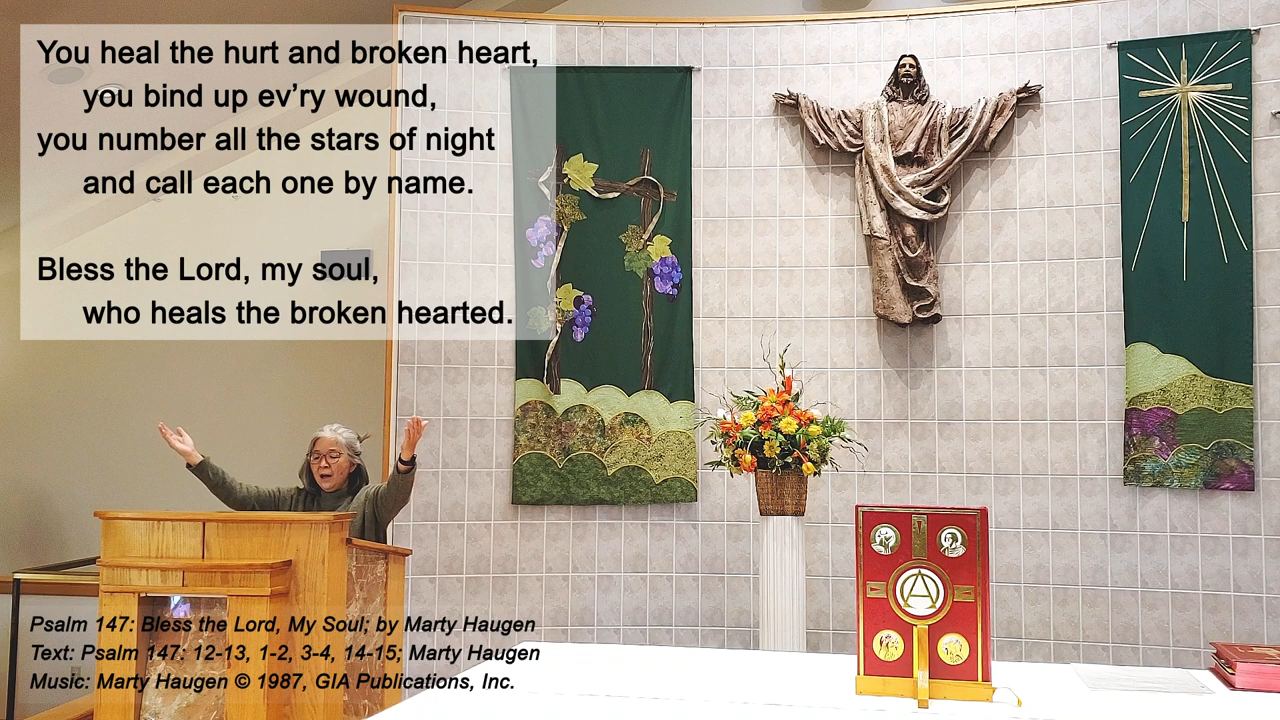 You heal the hurt and broken heart,
you bind up ev’ry wound,
you number all the stars of night
and call each one by name.
Bless the Lord, my soul,
who heals the broken hearted.
Psalm 147: Bless the Lord, My Soul; by Marty Haugen
Text: Psalm 147: 12-13, 1-2, 3-4, 14-15; Marty Haugen
Music: Marty Haugen © 1987, GIA Publications, Inc.